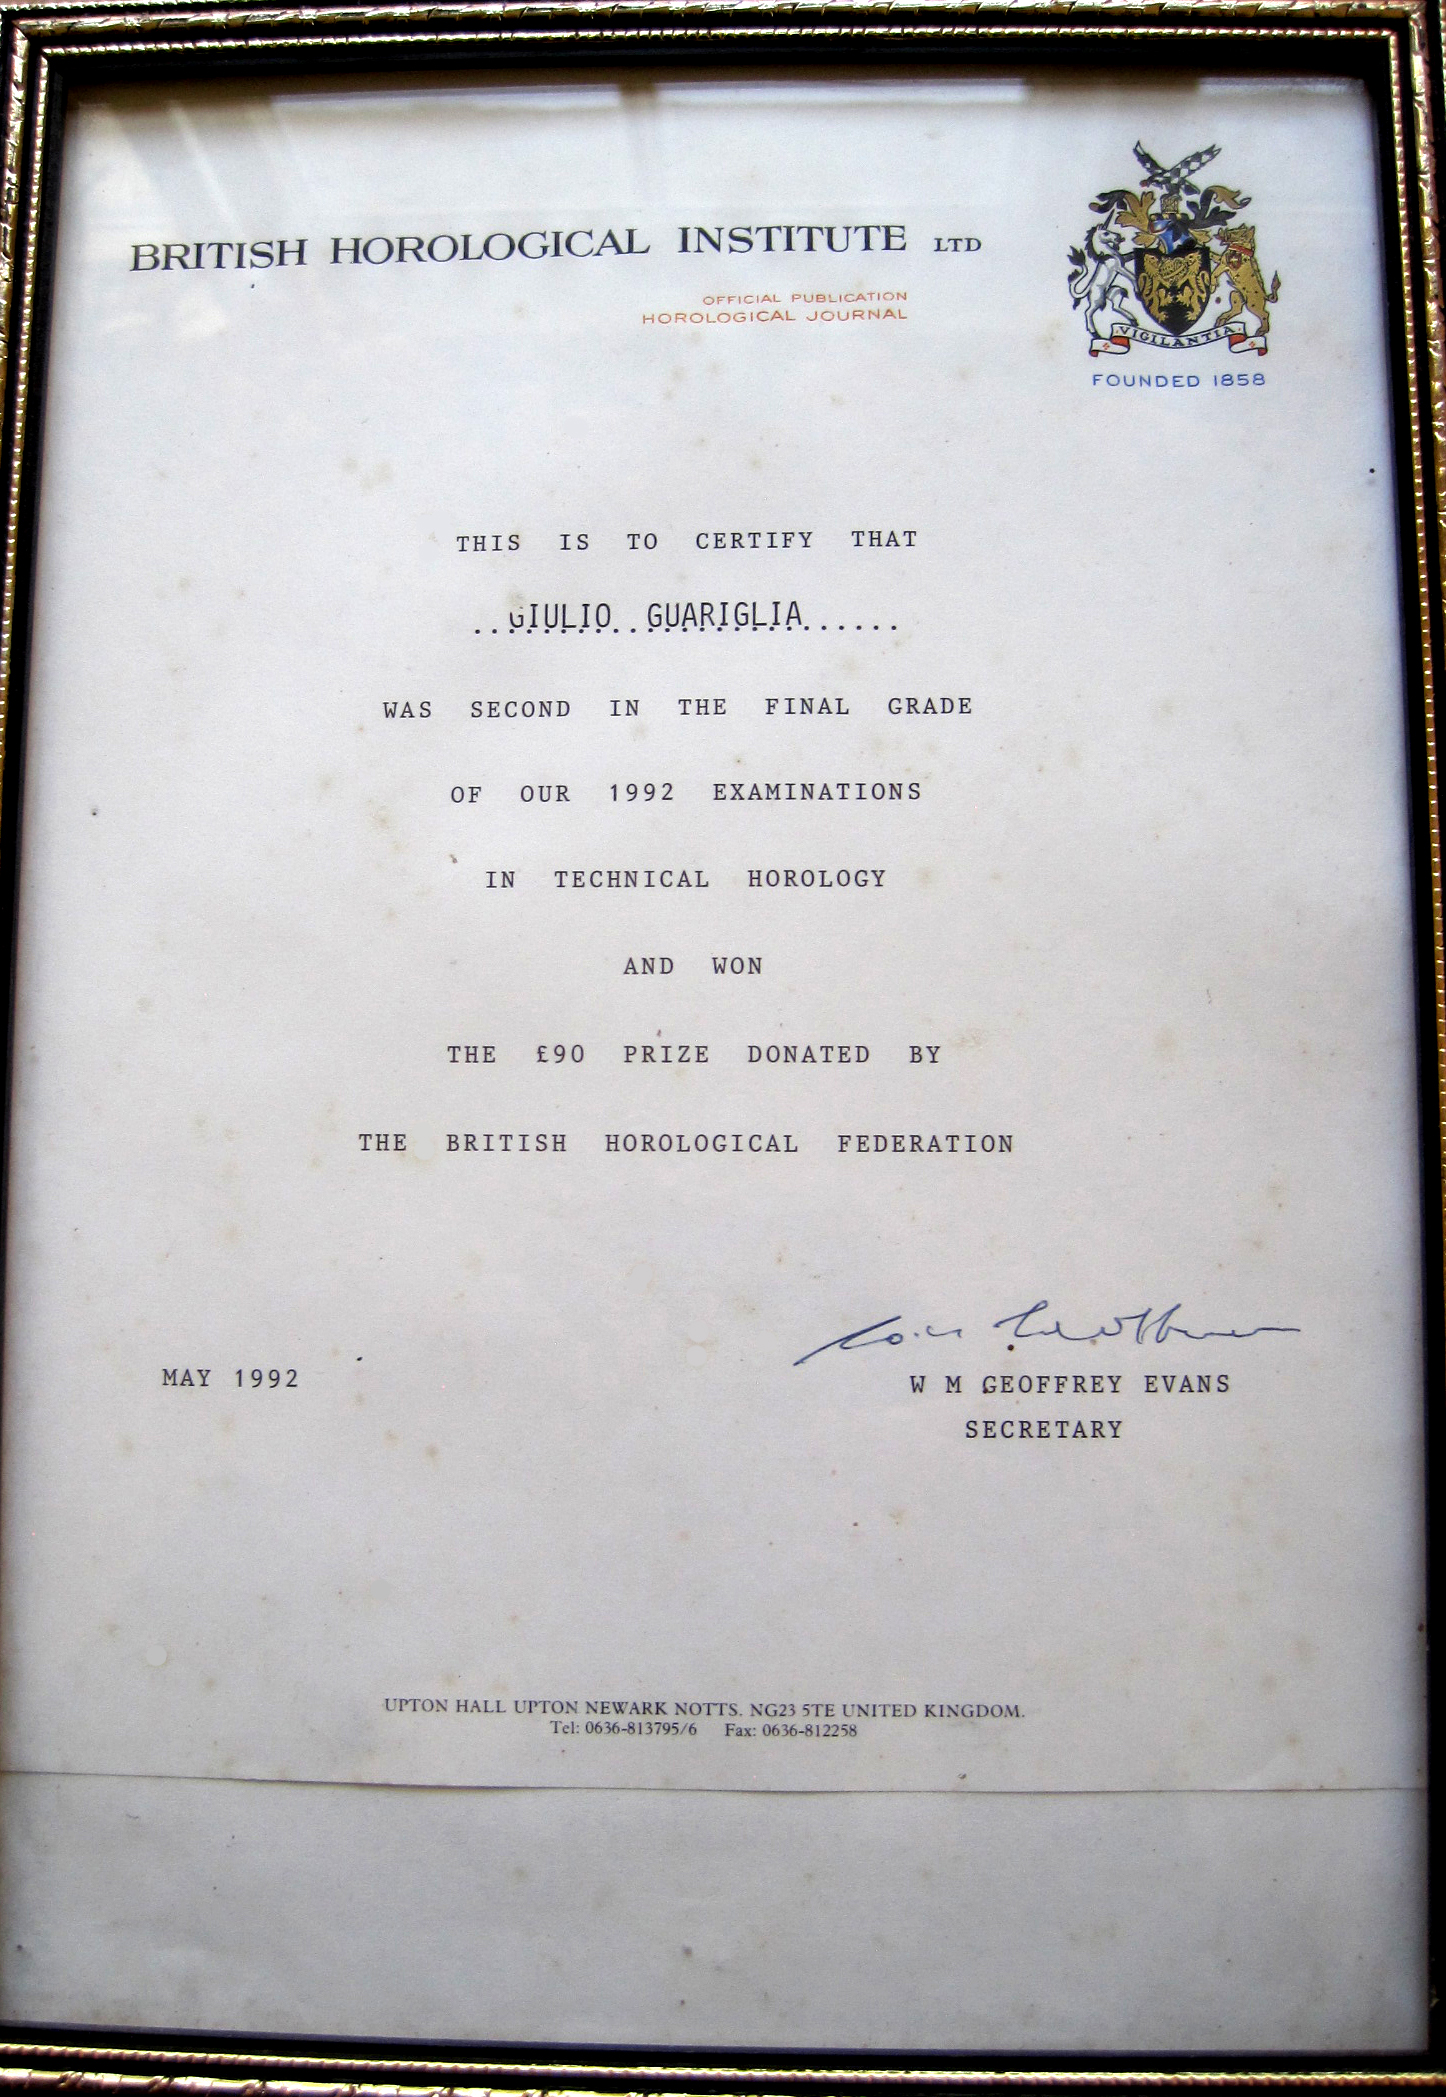 BRITISH HOROLOGICAL INSTITUTE LTD
OFFICIAL PUBLICATION
HOROLOGICAL JOURNAL
VIGILANTIA
FOUNDED 1858
THIS IS TO CERTIFY THAT
..GIULIO..GUARIGLIA......
WAS SECOND IN THE FINAL GRADE
OF OUR 1992 EXAMINATIONS
IN TECHNICAL HOROLOGY
AND WON
THE £90 PRIZE DONATED BY
THE BRITISH HOROLOGICAL FEDERATION
MAY 1992
W M GEOFFREY EVANS
SECRETARY
UPTON HALL UPTON NEWARK NOTTS. NG23 5TE UNITED KINGDOM.
Tel: 0636-813795/6 Fax: 0636-812258